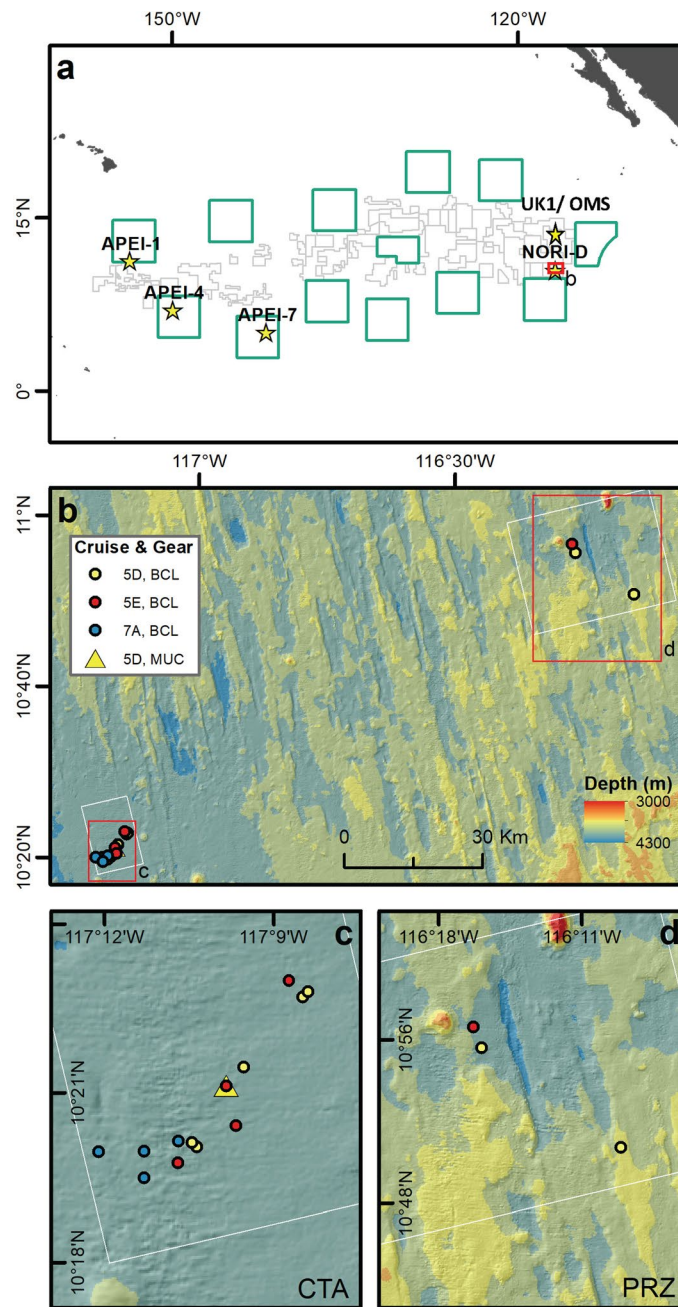 150°W
120°W
a
15°N
0°
UK1/ OMS
APEI-1
NORI-D
b
APEI-4
APEI-7
117°W
116°30'W
b
11°N
10°40'N
10°20'N
Cruise & Gear
5D, BCL
5E, BCL
7A, BCL
5D, MUC
d
Depth (m)
3000
4300
0
30 Km
c
117°12'W
117°9'W
c
10°21'N
10°18'N
CTA
116°18'W
116°11'W
d
10°56'N
10°48'N
PRZ